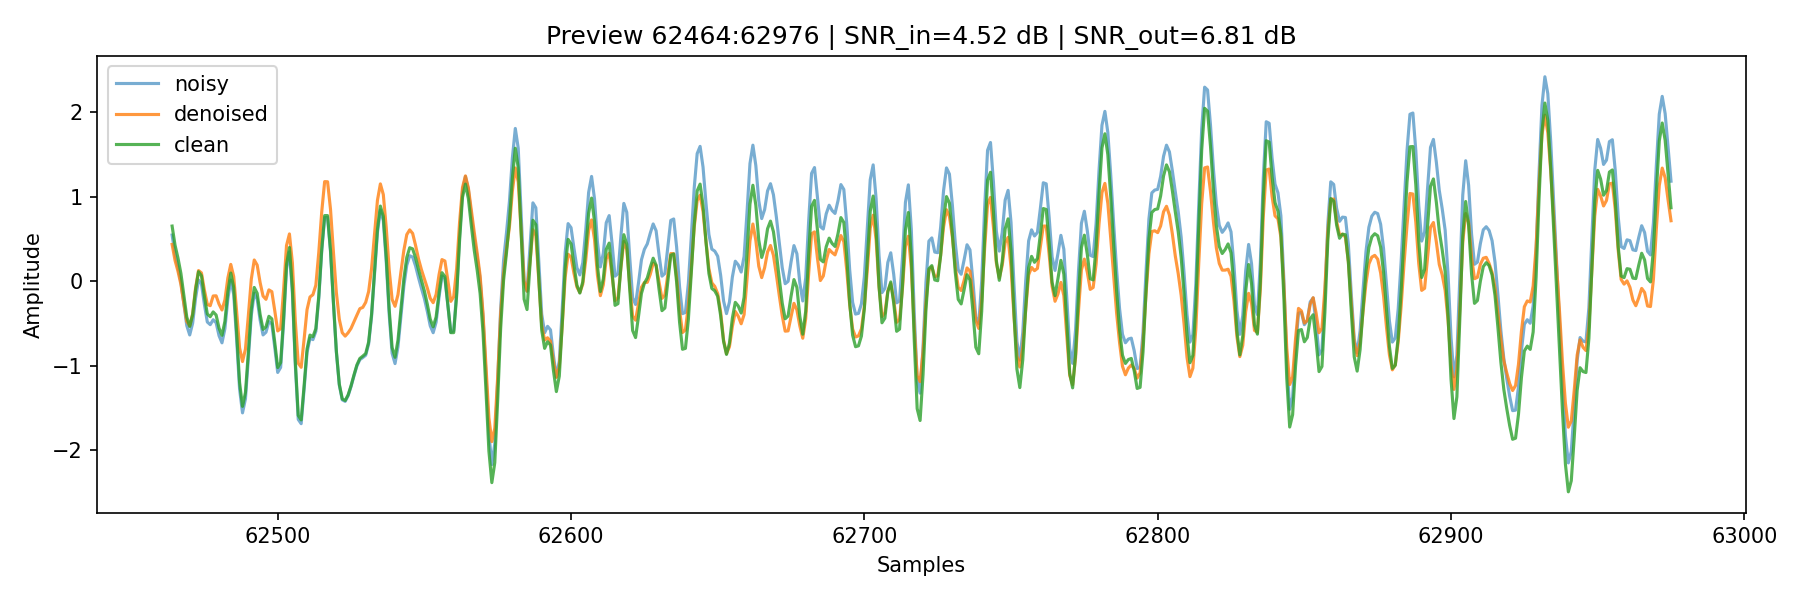 Preview 62464:62976 | SNR_in=4.52 dB | SNR_out=6.81 dB
noisy
denoised
clean
Amplitude
2
1
0
−1
−2
62500 62600 62700 62800 62900 63000
Samples